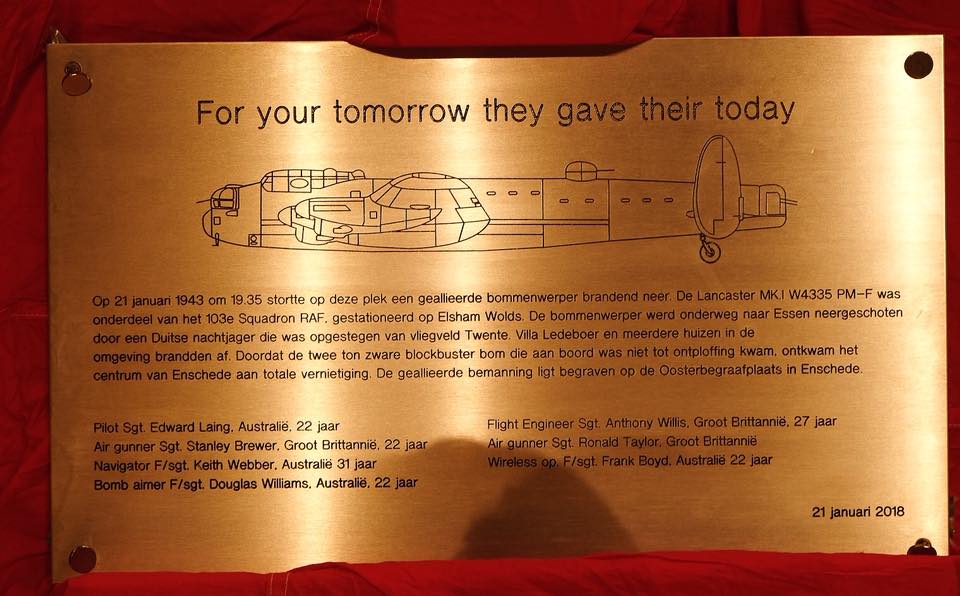 For your tomorrow they gave their today
Op 21 januari 1943 om 19.35 stortte op deze plek een geallieerde bommenwerper brandend neer. De Lancaster MK.I W4335 PM-F was
onderdeel van het 103e Squadron RAF, gestationeerd op Elsham Wolds. De bommenwerper werd onderweg naar Essen neergeschoten
door een Duitse nachtjager die was opgestegen van vliegveld Twente. Villa Ledeboer en meerdere huizen in de
omgeving brandden af. Doordat de twee ton zware blockbuster bom die aan boord was niet tot ontploffing kwam, ontkwam het
centrum van Enschede aan totale vernietiging. De geallieerde bemanning ligt begraven op de Oosterbegraafplaats in Enschede.
Pilot Sgt. Edward Laing, Australië, 22 jaar
Air gunner Sgt. Stanley Brewer, Groot Brittannië, 22 jaar
Navigator F/sgt. Keith Webber, Australië 31 jaar
Bomb aimer F/sgt. Douglas Williams, Australië, 22 jaar
Flight Engineer Sgt. Anthony Willis, Groot Brittannië, 27 jaar
Air gunner Sgt. Ronald Taylor, Groot Brittannië
Wireless op. F/sgt. Frank Boyd, Australië 22 jaar
21 januari 2018